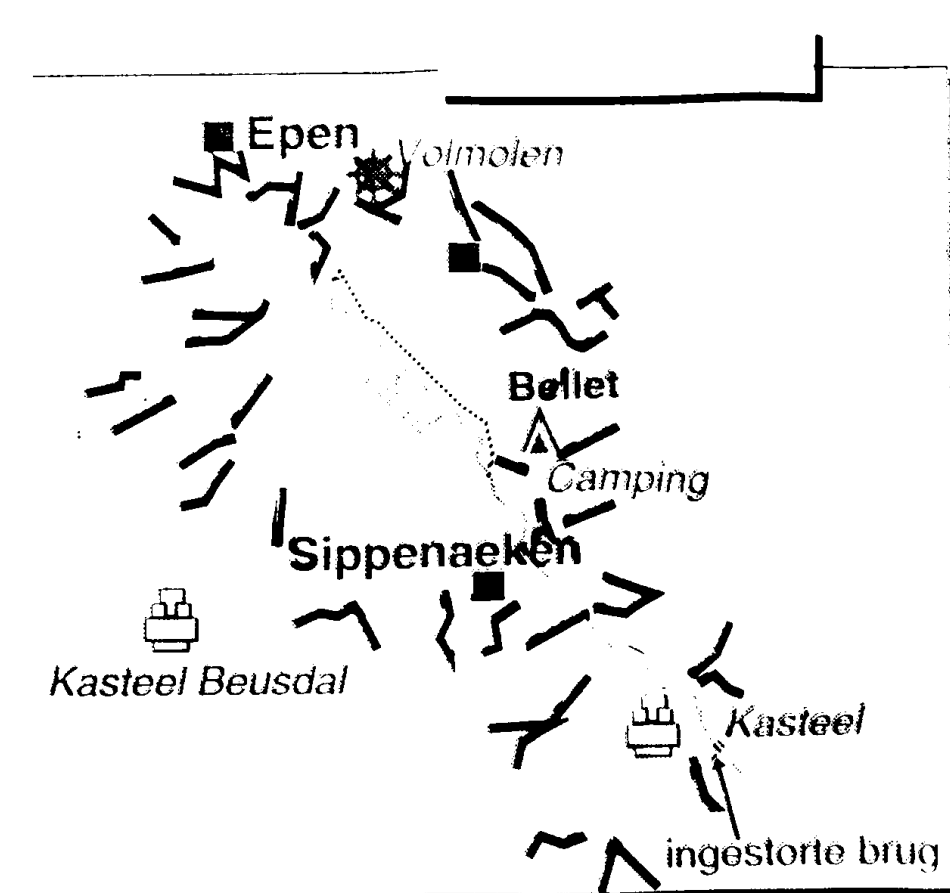 Epen
Volmolen
Bellet
Camping
Sippenaeken
Kasteel Beusdal
Kasteel
ingestorte brug